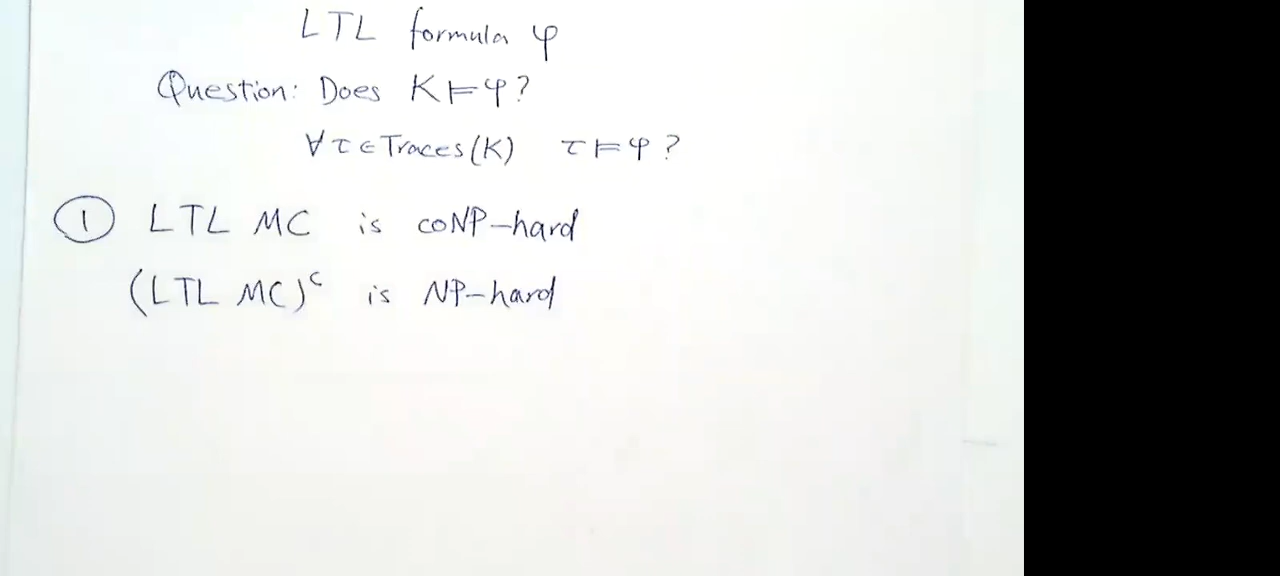 LTL formula φ
Question: Does K ⊨ φ?
∀ τ ∈ Traces(K) τ ⊨ φ ?
① LTL MC is coNP-hard
(LTL MC)ᶜ is NP-hard